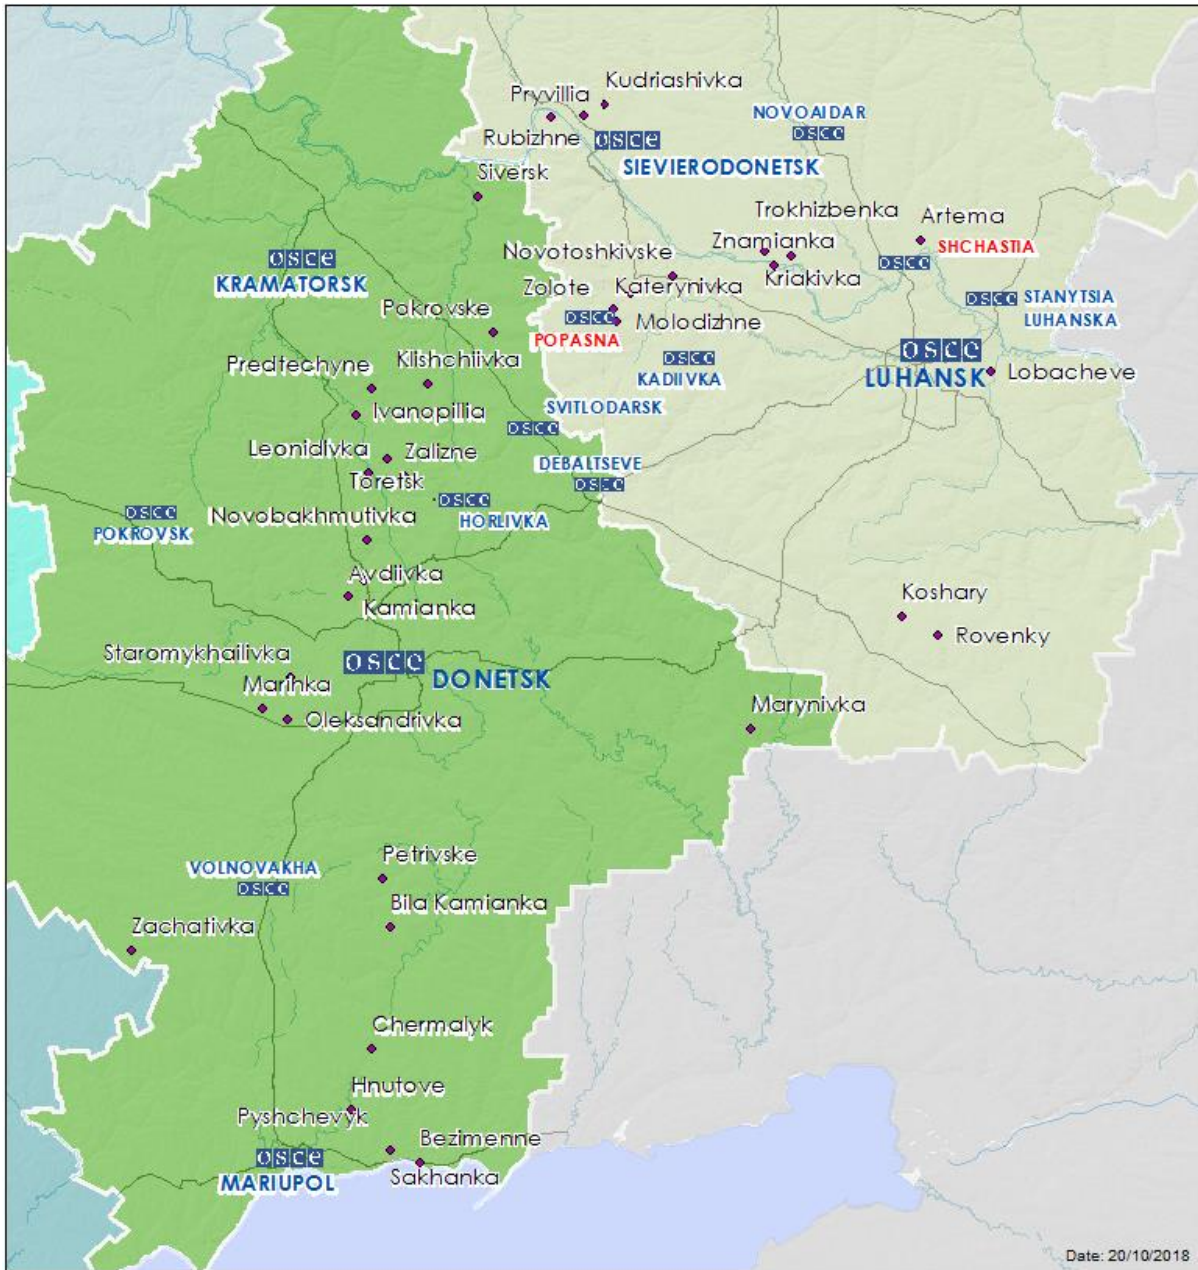 Kudriashivka
Pryvillia
NOVOAIDAR
osce
Rubizhne
osce
SIEVIERODONETSK
Siversk
Trokhizbenka
Artema
Znamianka
SHCHASTIA
Novotoshkivske
osce
osce
KRAMATORSK
Kriakivka
Zolote
Katerynivka
osce
STANYTSIA
LUHANSKA
Pokrovske
osce
Molodizhne
POPASNA
osce
LUHANSK
Klishchiivka
osce
KADIIVKA
Lobacheve
Predtechyne
Ivanopillia
SVITLODARSK
osce
Leonidivka
Zalizne
DEBALTSEVE
osce
Toretsk
osce
HORLIVKA
osce
POKROVSK
Novobakhmutivka
Avdiivka
Kamianka
Koshary
Rovenky
Staromykhailivka
osce
DONETSK
Marinka
Oleksandrivka
Marynivka
VOLNOVAKHA
osce
Petrivske
Bila Kamianka
Zachativka
Chermalyk
Hnutove
Pyshchevyk
Bezimenne
osce
MARIUPOL
Sakhanka
Date: 20/10/2018